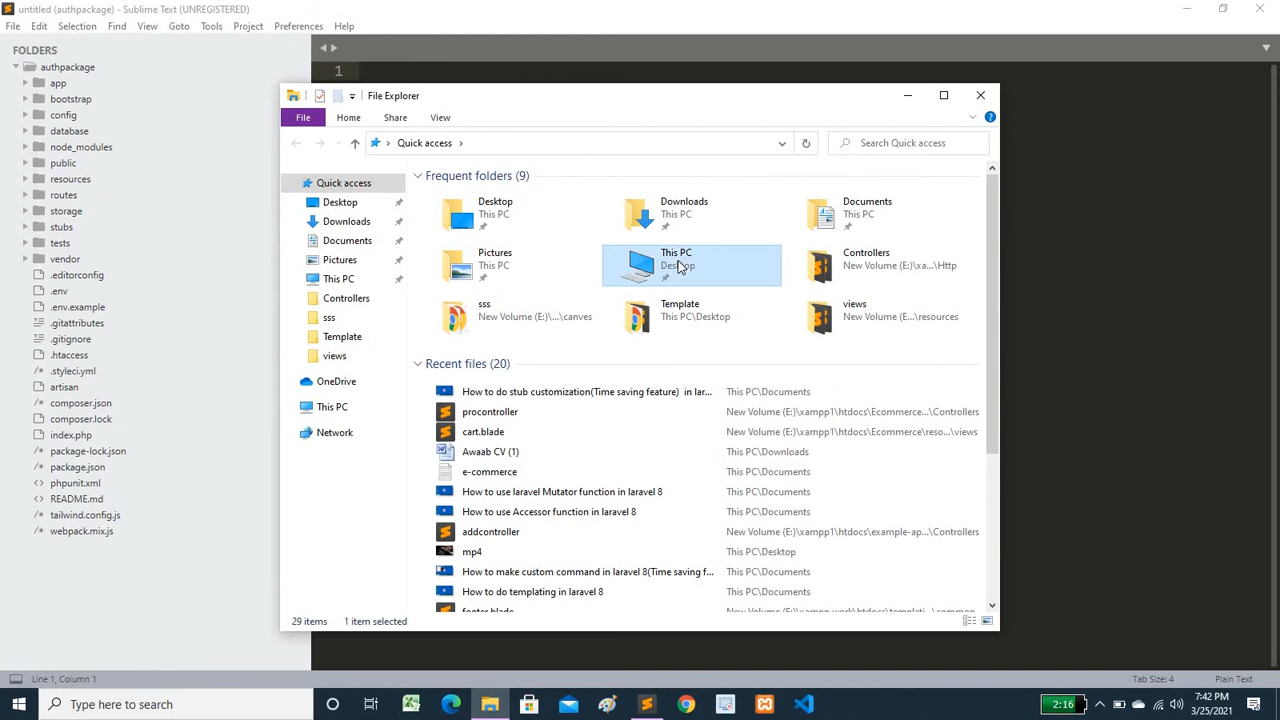 untitled (authpackage) - Sublime Text (UNREGISTERED)
File Edit Selection Find View Goto Tools Project Preferences Help
FOLDERS
authpackage
app
bootstrap
config
database
node_modules
public
resources
routes
storage
stubs
tests
vendor
.editorconfig
.env
.env.example
.gitattributes
.gitignore
.htaccess
.styleci.yml
artisan
composer.json
composer.lock
index.php
package-lock.json
package.json
phpunit.xml
README.md
tailwind.config.js
webpack.mix.js
1
File Explorer
File Home Share View
Quick access
Search Quick access
Quick access
Desktop
Downloads
Documents
Pictures
This PC
Controllers
sss
Template
views
OneDrive
This PC
Network
Frequent folders (9)
Desktop
This PC
Downloads
This PC
Documents
This PC
Pictures
This PC
This PC
Desktop
Controllers
New Volume (E:)\xa...\Http
sss
New Volume (E:)\...\canves
Template
This PC\Desktop
views
New Volume (E...\resources
Recent files (20)
How to do stub customization(Time saving feature) in lar... This PC\Documents
procontroller New Volume (E:)\xampp1\htdocs\Ecommerce...\Controllers
cart.blade New Volume (E:)\xampp1\htdocs\Ecommerce\reso...\views
Awaab CV (1) This PC\Downloads
e-commerce This PC\Documents
How to use laravel Mutator function in laravel 8 This PC\Documents
How to use Accessor function in laravel 8 This PC\Documents
addcontroller New Volume (E:)\xampp1\htdocs\example-ap...\Controllers
mp4 This PC\Desktop
How to make custom command in laravel 8(Time saving f... This PC\Documents
How to do templating in laravel 8 This PC\Documents
footer.blade New Volume (E:)\xampp work\htdocs\templati...\common
29 items 1 item selected
Line 1, Column 1 Tab Size: 4 Plain Text
Type here to search
2:16
7:42 PM
3/25/2021